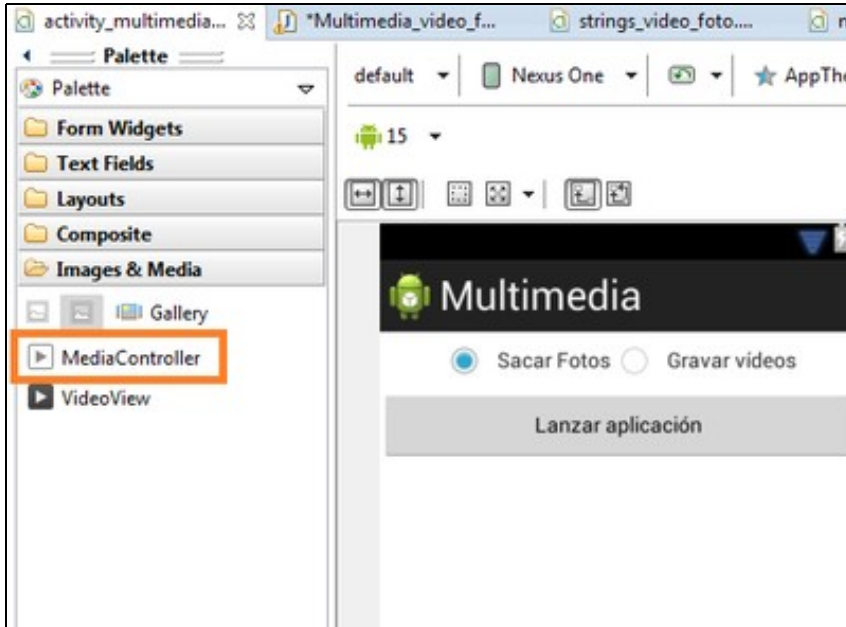 activity_multimedia...
*Multimedia_video_f...
strings_video_foto....
Palette
Palette
Form Widgets
Text Fields
Layouts
Composite
Images & Media
Gallery
MediaController
VideoView
default
Nexus One
AppThe
15
Multimedia
Sacar Fotos
Gravar vídeos
Lanzar aplicación